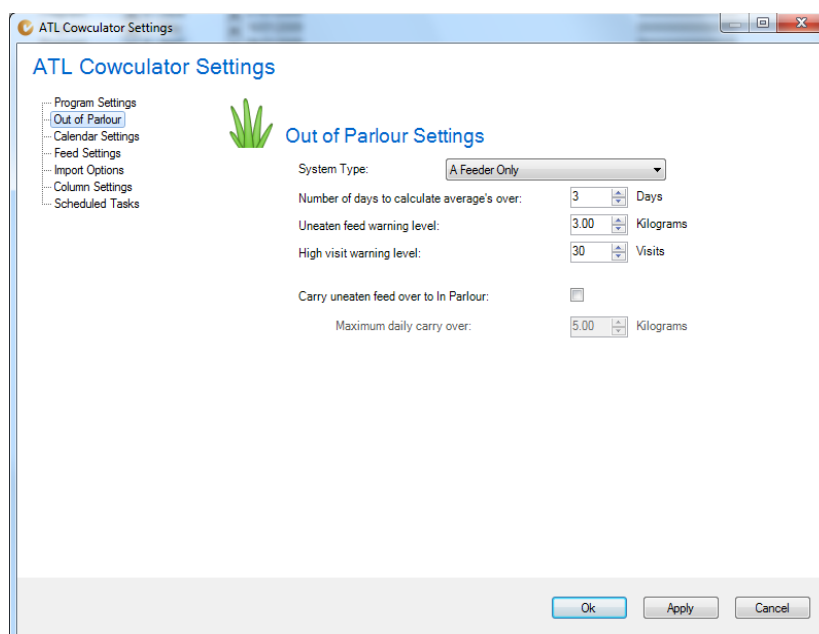 ATL Cowculator Settings
ATL Cowculator Settings
Program Settings
Out of Parlour
Calendar Settings
Feed Settings
Import Options
Column Settings
Scheduled Tasks
Out of Parlour Settings
System Type: A Feeder Only
Number of days to calculate average's over: 3 Days
Uneaten feed warning level: 3.00 Kilograms
High visit warning level: 30 Visits
Carry uneaten feed over to In Parlour:
Maximum daily carry over: 5.00 Kilograms
Ok Apply Cancel